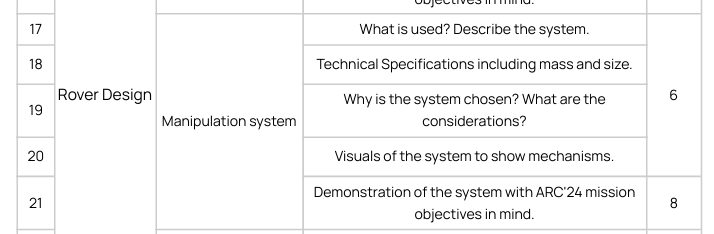 objectives in mind.
17
What is used? Describe the system.
18
Technical Specifications including mass and size.
Rover Design
19
Why is the system chosen? What are the
considerations?
6
Manipulation system
20
Visuals of the system to show mechanisms.
21
Demonstration of the system with ARC'24 mission
objectives in mind.
8